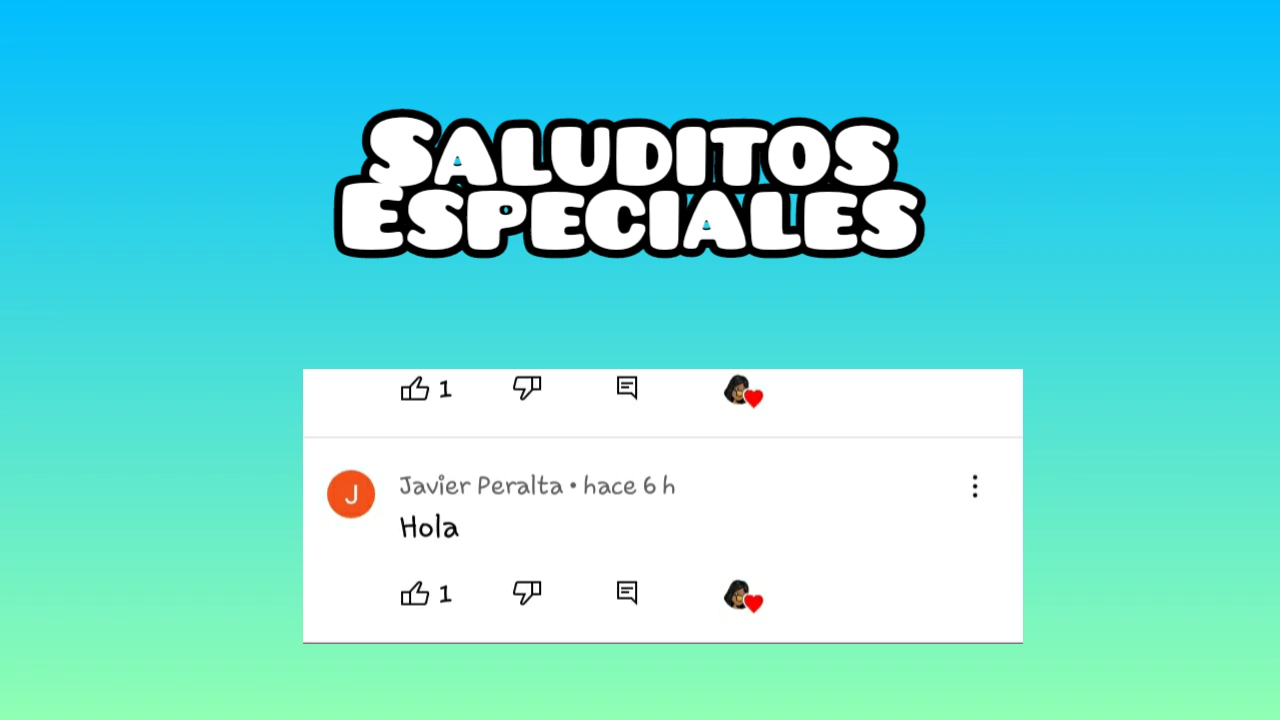 SALUDITOS
ESPECIALES
1
J
Javier Peralta • hace 6 h
Hola
1